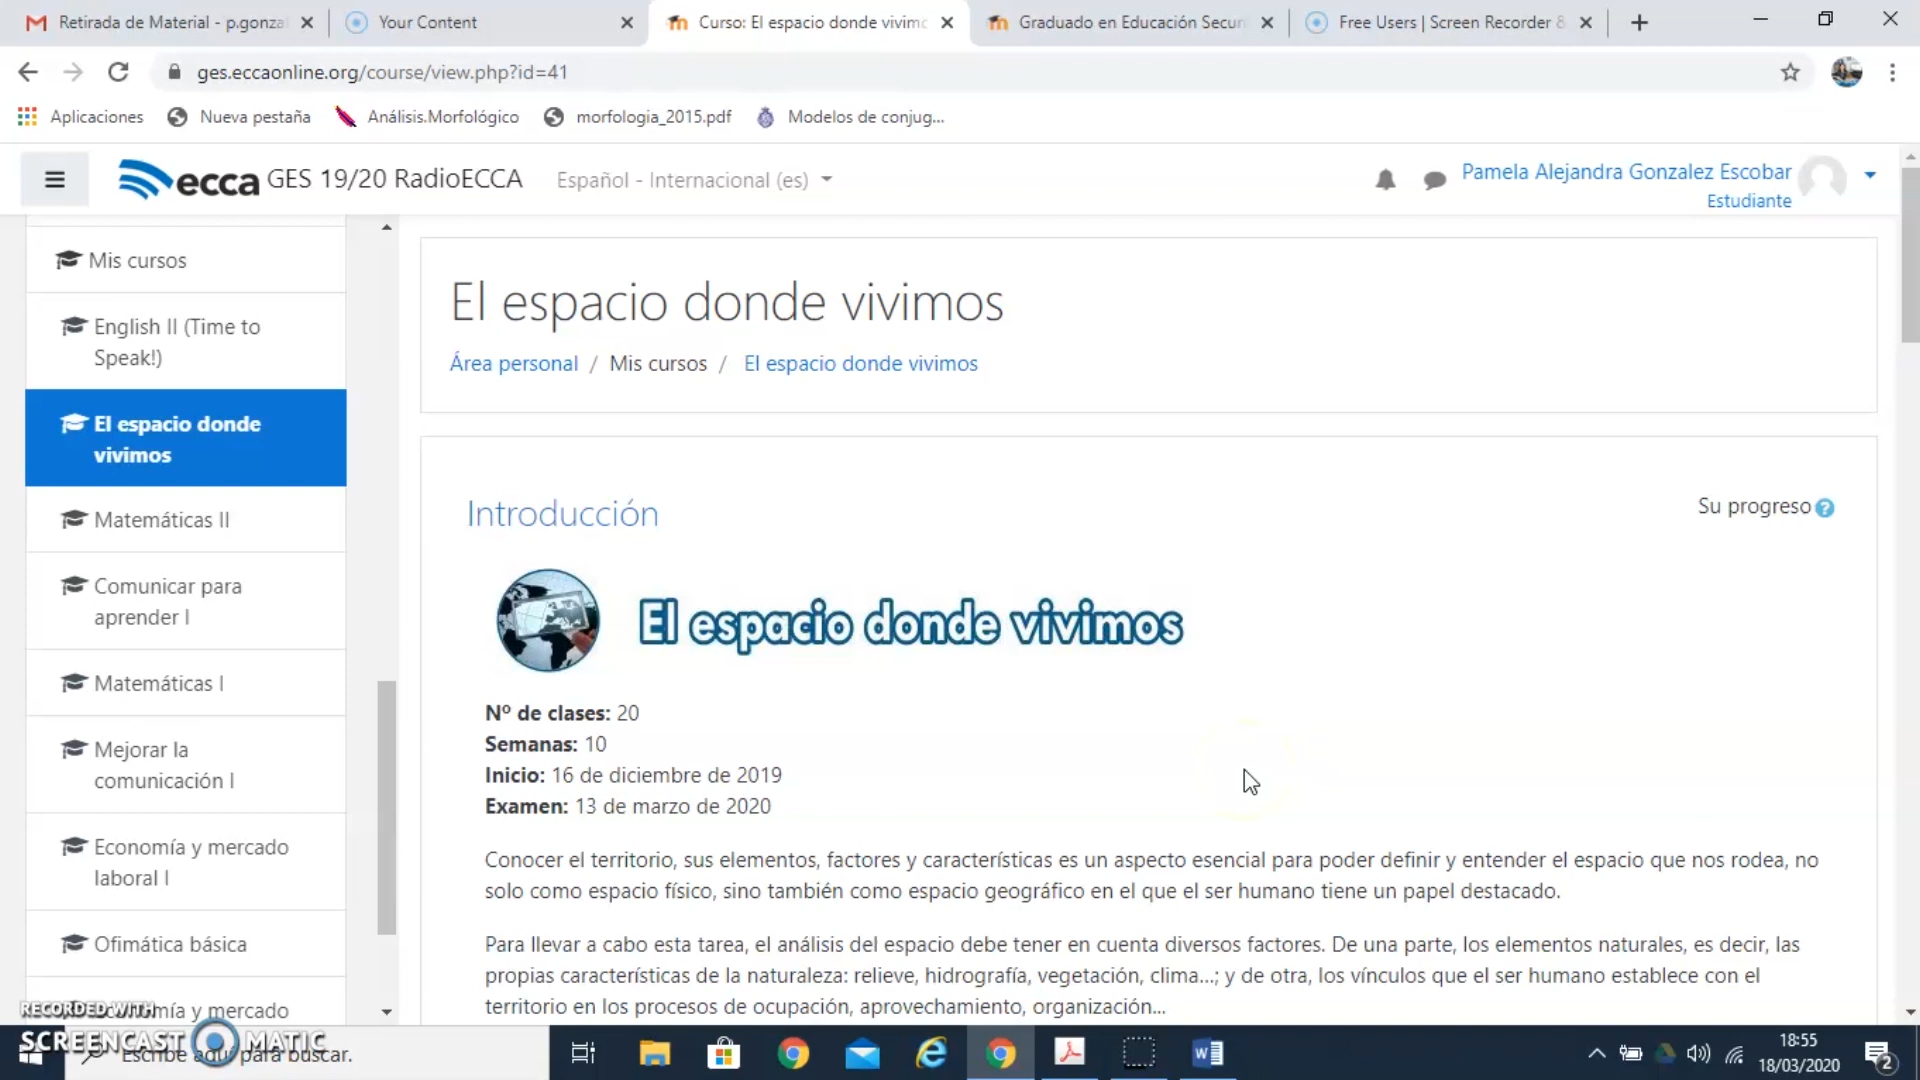 Retirada de Material - p.gonza
Your Content
Curso: El espacio donde vivimo
Graduado en Educación Secun
Free Users | Screen Recorder &
ges.eccaonline.org/course/view.php?id=41
Aplicaciones
Nueva pestaña
Análisis.Morfológico
morfologia_2015.pdf
Modelos de conjug...
ecca GES 19/20 RadioECCA
Español - Internacional (es)
Pamela Alejandra Gonzalez Escobar
Estudiante
Mis cursos
English II (Time to
Speak!)
El espacio donde
vivimos
Matemáticas II
Comunicar para
aprender I
Matemáticas I
Mejorar la
comunicación I
Economía y mercado
laboral I
Ofimática básica
El espacio donde vivimos
Área personal / Mis cursos / El espacio donde vivimos
Introducción
Su progreso
?
El espacio donde vivimos
Nº de clases: 20
Semanas: 10
Inicio: 16 de diciembre de 2019
Examen: 13 de marzo de 2020
Conocer el territorio, sus elementos, factores y características es un aspecto esencial para poder definir y entender el espacio que nos rodea, no
solo como espacio físico, sino también como espacio geográfico en el que el ser humano tiene un papel destacado.
Para llevar a cabo esta tarea, el análisis del espacio debe tener en cuenta diversos factores. De una parte, los elementos naturales, es decir, las
propias características de la naturaleza: relieve, hidrografía, vegetación, clima...; y de otra, los vínculos que el ser humano establece con el
territorio en los procesos de ocupación, aprovechamiento, organización...
y mercado
RECORDED WITH
SCREENCAST MATIC
Escribe aquí para buscar.
18:55
18/03/2020
2